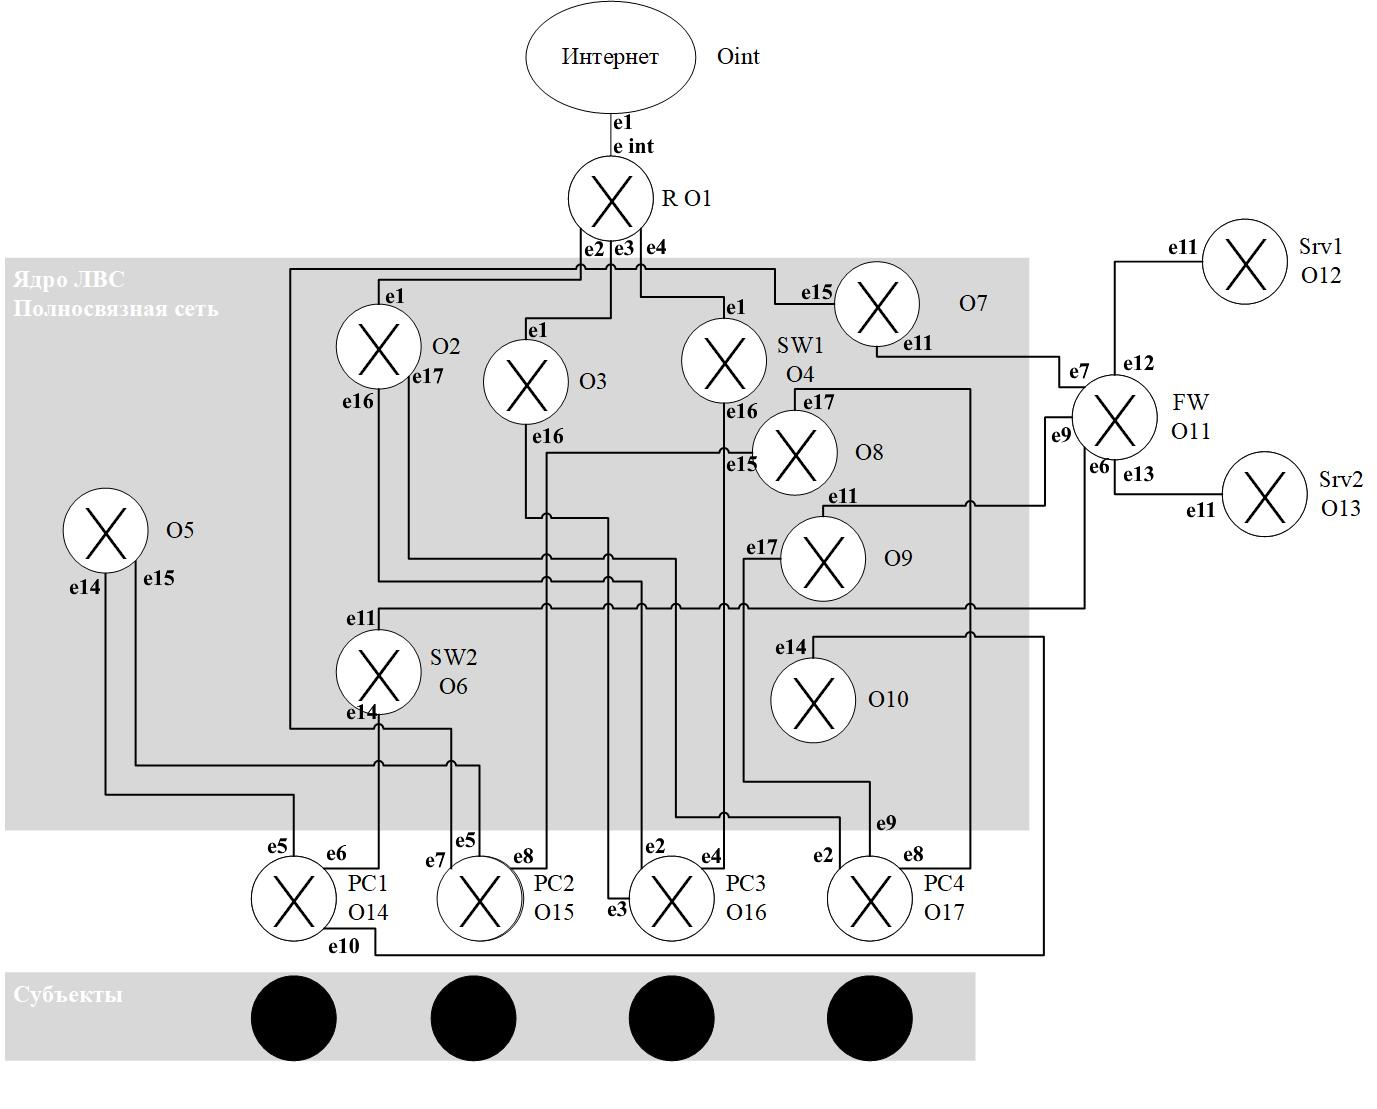 Интернет
Oint
e1
e int
R O1
e2
e3
e4
Ядро ЛВС
Полносвязная сеть
e1
O2
e17
e16
e1
O3
e16
e1
SW1
O4
e16
e15
O7
e11
e17
O8
e15
e11
Srv1
O12
e12
e7
FW
O11
e9
e6
e13
Srv2
O13
e11
O5
e14
e15
e11
O9
e17
e11
SW2
O6
e14
e14
O10
e5
e6
PC1
O14
e10
e7
e5
e8
PC2
O15
e2
e4
PC3
O16
e3
e2
e9
e8
PC4
O17
Субъекты